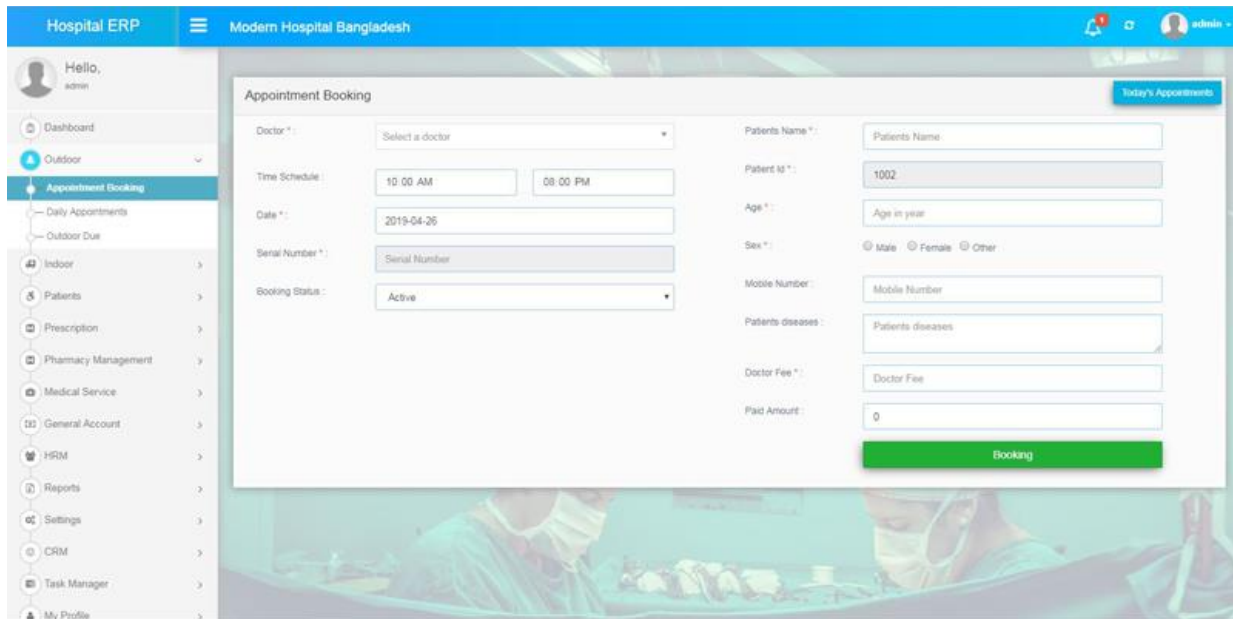 Hospital ERP
Modern Hospital Bangladesh
1
admin
Hello,
admin
Dashboard
Outdoor
Appointment Booking
Daily Appointments
Outdoor Due
Indoor
Patients
Prescription
Pharmacy Management
Medical Service
General Account
HRM
Reports
Settings
CRM
Task Manager
My Profile
Appointment Booking
Today's Appointments
Doctor * :
Select a doctor
Time Schedule :
10:00 AM
08:00 PM
Date * :
2019-04-26
Serial Number * :
Serial Number
Booking Status :
Active
Patients Name * :
Patients Name
Patient Id * :
1002
Age * :
Age in year
Sex * :
Male Female Other
Mobile Number :
Mobile Number
Patients diseases :
Patients diseases
Doctor Fee * :
Doctor Fee
Paid Amount :
0
Booking